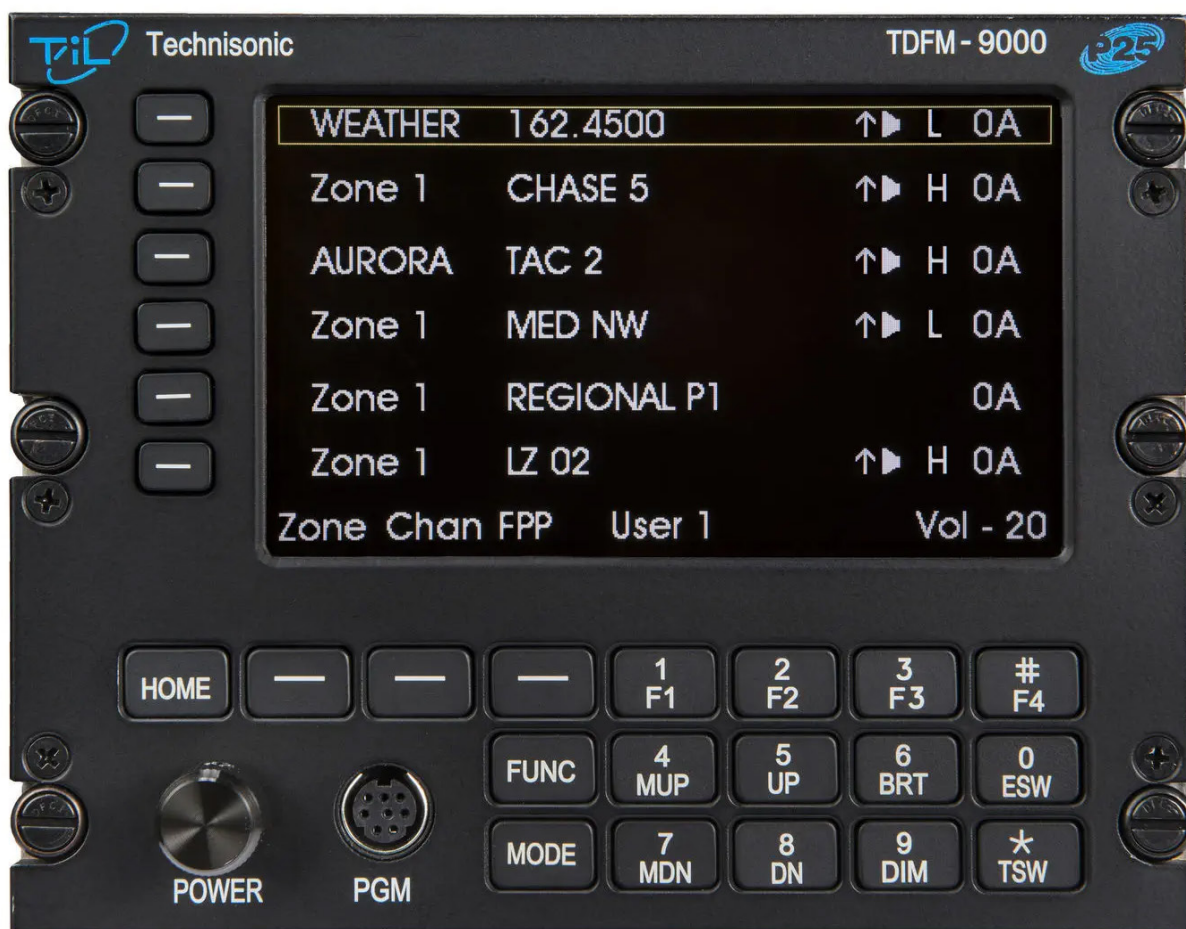 TiL Technisonic TDFM - 9000 P25
WEATHER 162.4500 L 0A
Zone 1 CHASE 5 H 0A
AURORA TAC 2 H 0A
Zone 1 MED NW L 0A
Zone 1 REGIONAL P1 0A
Zone 1 LZ 02 H 0A
Zone Chan FPP User 1 Vol - 20
HOME 1 2 3 #
F1 F2 F3 F4
FUNC 4 5 6 0
MUP UP BRT ESW
MODE 7 8 9 *
MDN DN DIM TSW
POWER PGM